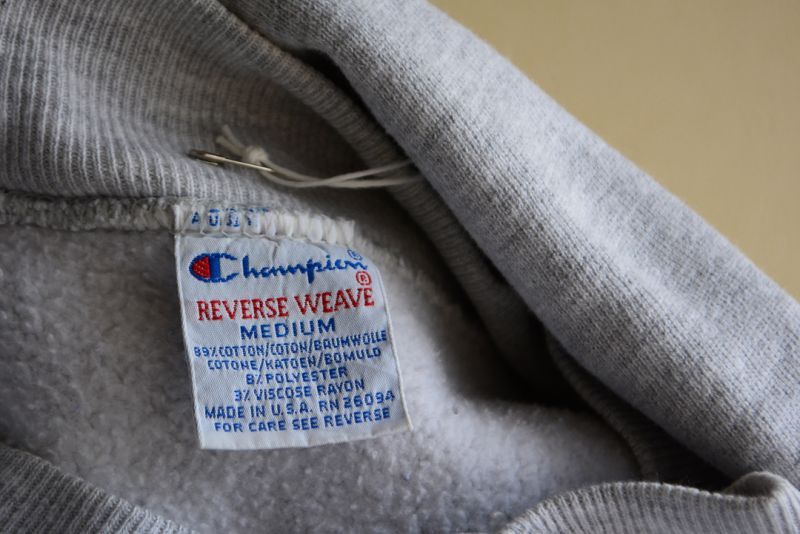 Champion®
REVERSE WEAVE®
MEDIUM
89% COTTON/COTON/BAUMWOLLE
COTONE/KATOEN/BOMULD
8% POLYESTER
3% VISCOSE RAYON
MADE IN U.S.A. RN 26094
FOR CARE SEE REVERSE